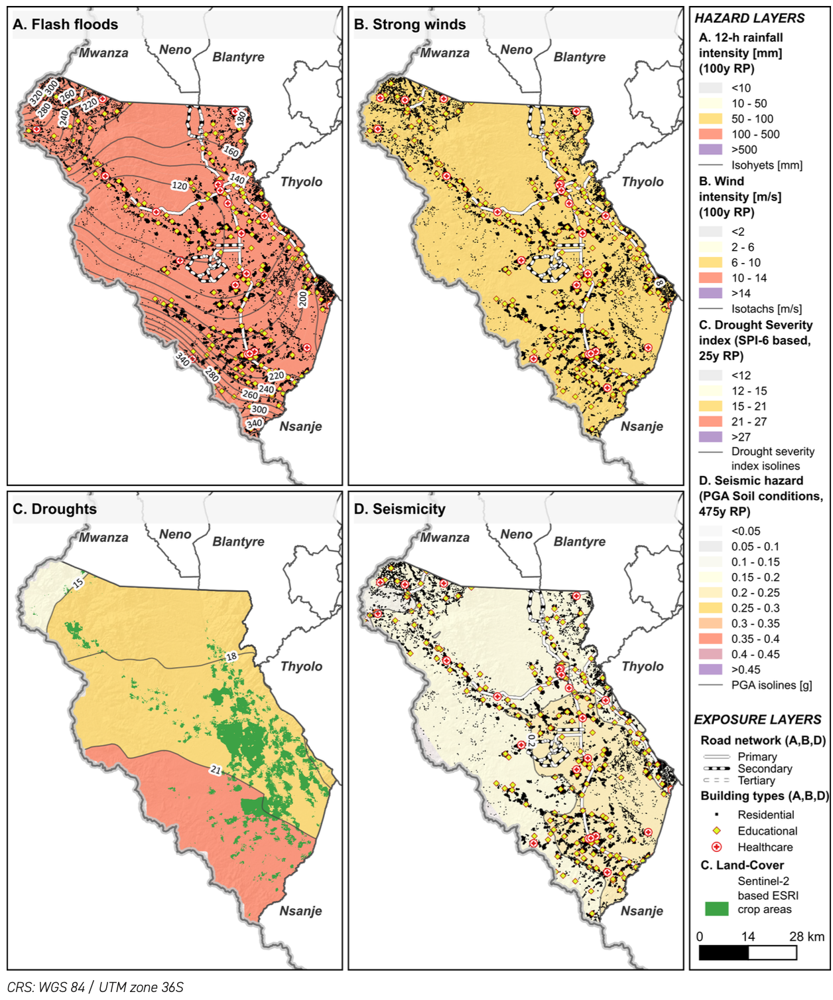 A. Flash floods
Mwanza
Neno
Blantyre
Thyolo
Nsanje
320
300
280
260
240
220
180
160
140
120
200
340
280
220
240
260
300
340
B. Strong winds
Mwanza
Neno
Blantyre
Thyolo
Nsanje
8
C. Droughts
Mwanza
Neno
Blantyre
Thyolo
Nsanje
15
18
21
D. Seismicity
Mwanza
Neno
Blantyre
Thyolo
Nsanje
0.2
HAZARD LAYERS
A. 12-h rainfall
intensity [mm]
(100y RP)
<10
10 - 50
50 - 100
100 - 500
>500
Isohyets [mm]
B. Wind
intensity [m/s]
(100y RP)
<2
2 - 6
6 - 10
10 - 14
>14
Isotachs [m/s]
C. Drought Severity
index (SPI-6 based,
25y RP)
<12
12 - 15
15 - 21
21 - 27
>27
Drought severity
index isolines
D. Seismic hazard
(PGA Soil conditions,
475y RP)
<0.05
0.05 - 0.1
0.1 - 0.15
0.15 - 0.2
0.2 - 0.25
0.25 - 0.3
0.3 - 0.35
0.35 - 0.4
0.4 - 0.45
>0.45
PGA isolines [g]
EXPOSURE LAYERS
Road network (A,B,D)
Primary
Secondary
Tertiary
Building types (A,B,D)
Residential
Educational
Healthcare
C. Land-Cover
Sentinel-2
based ESRI
crop areas
0 14 28 km
CRS: WGS 84 / UTM zone 36S